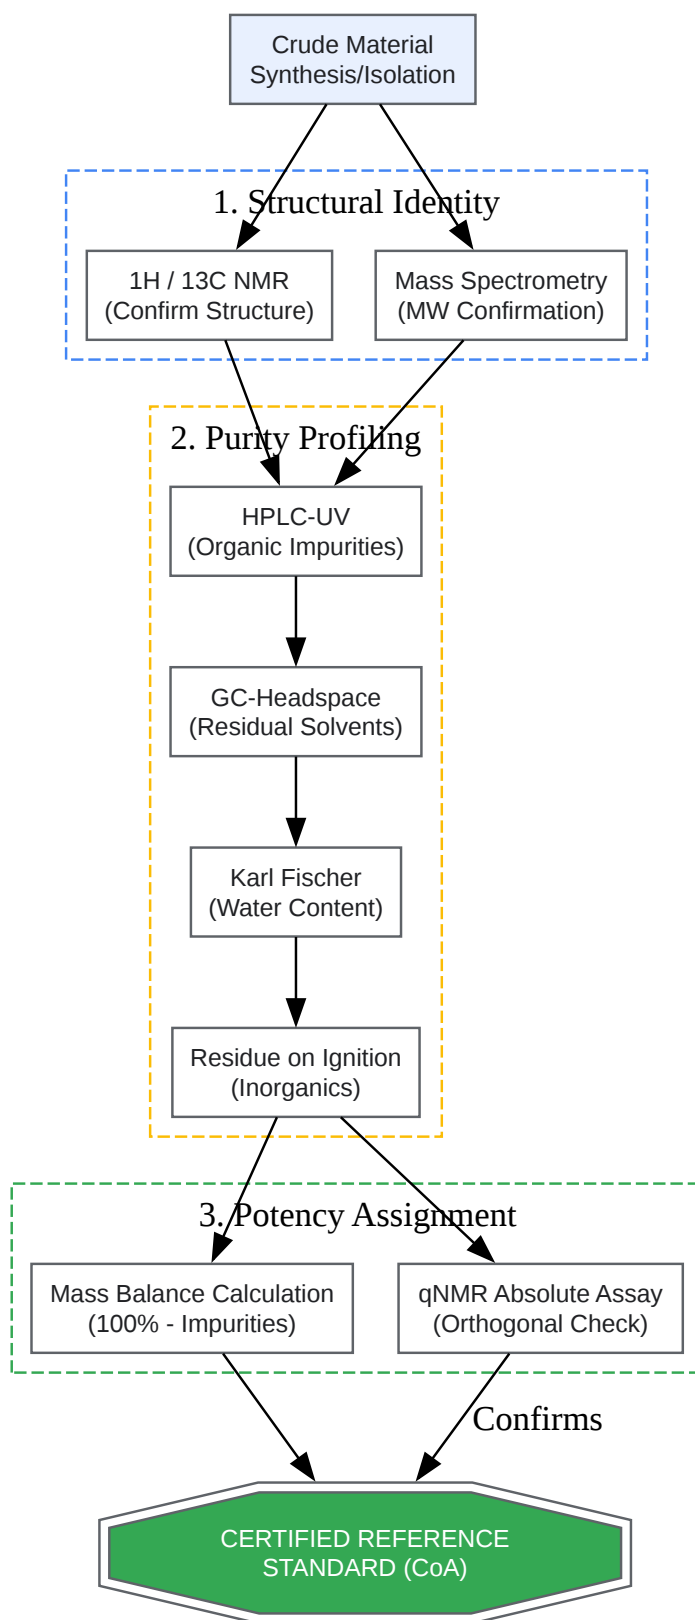 Crude Material
Synthesis/Isolation
1. Structural Identity
1H / 13C NMR
(Confirm Structure)
Mass Spectrometry
(MW Confirmation)
2. Purity Profiling
HPLC-UV
(Organic Impurities)
GC-Headspace
(Residual Solvents)
Karl Fischer
(Water Content)
Residue on Ignition
(Inorganics)
3. Potency Assignment
Mass Balance Calculation
(100% - Impurities)
qNMR Absolute Assay
(Orthogonal Check)
Confirms
CERTIFIED REFERENCE
STANDARD (CoA)